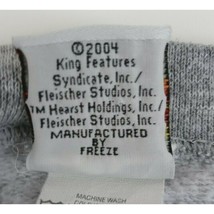 ©2004
King Features
Syndicate, Inc./
Fleischer Studios, Inc.
™ Hearst Holdings, Inc./
Fleischer Studios, Inc.
MANUFACTURED
BY
FREEZE
MACHINE WASH